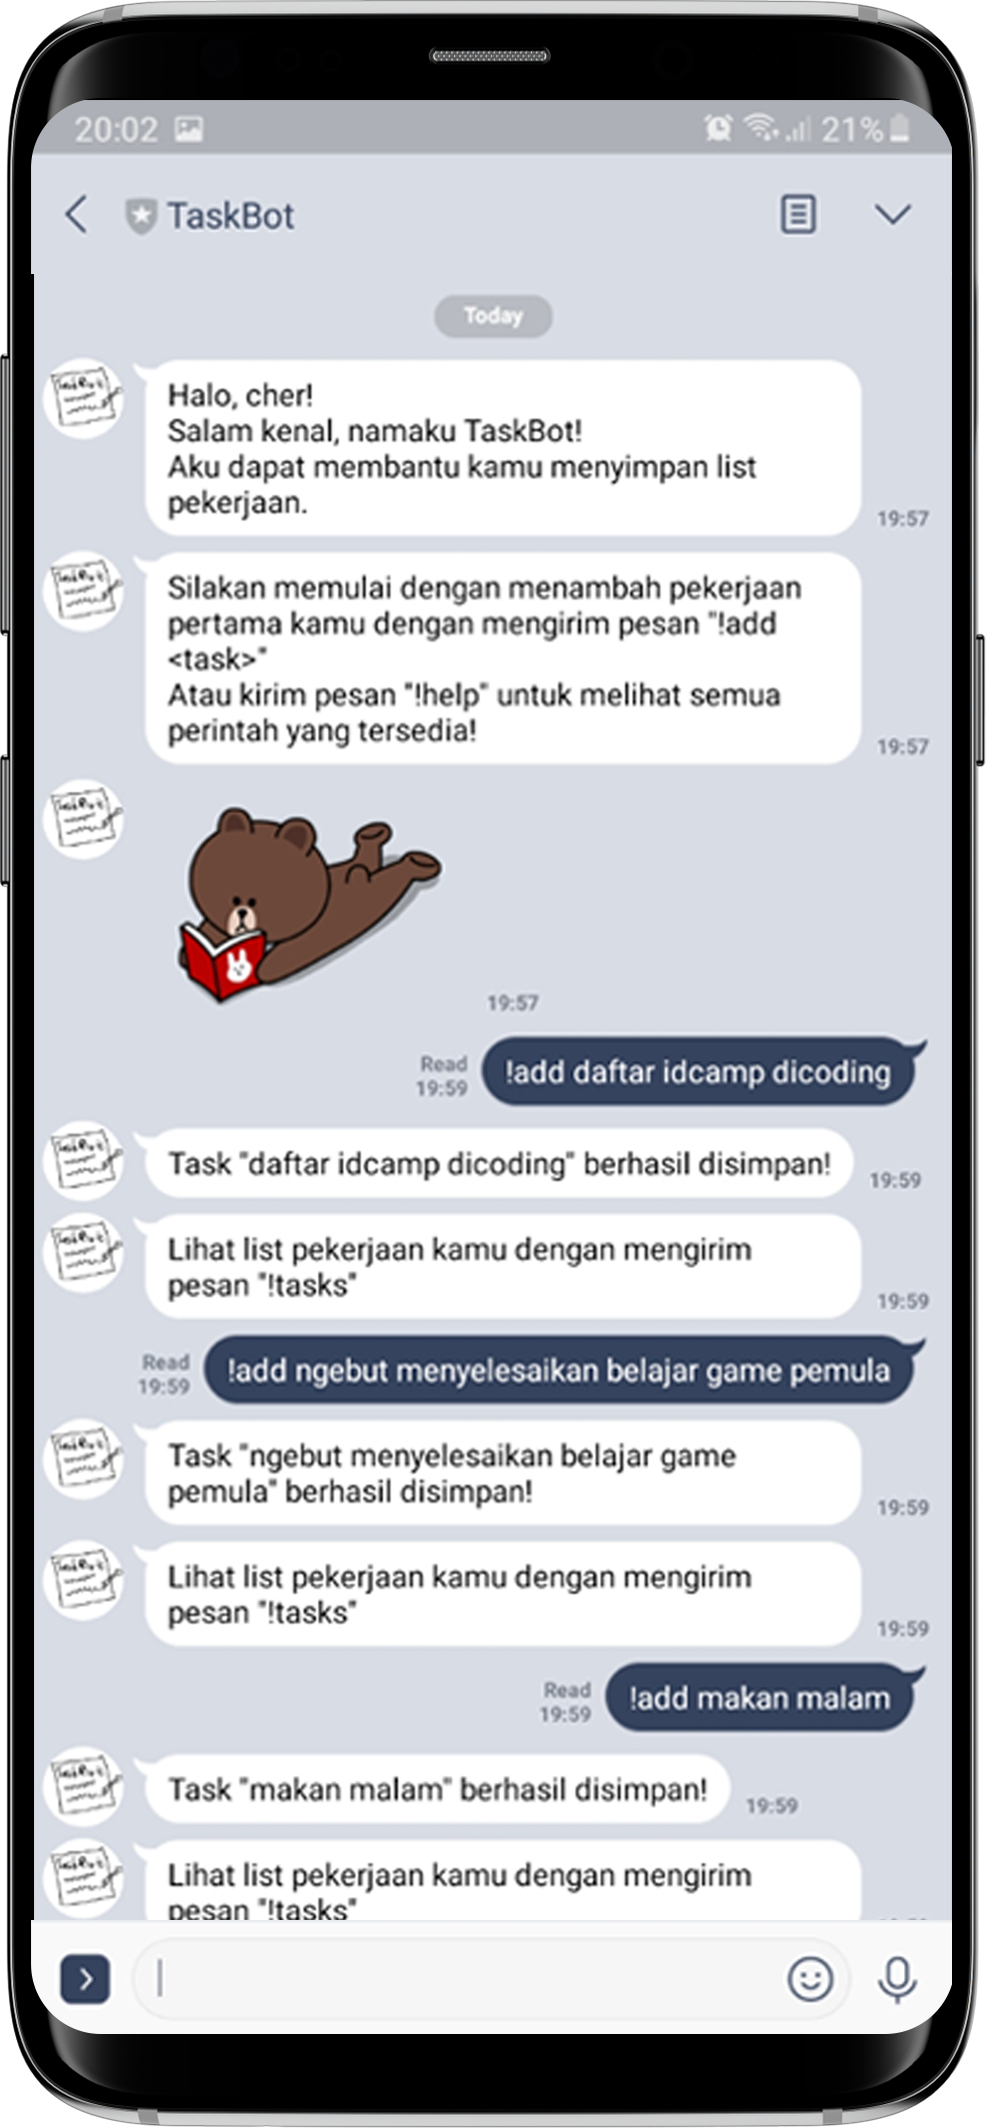 20:02
21%
TaskBot
Today
Halo, cher!
Salam kenal, namaku TaskBot!
Aku dapat membantu kamu menyimpan list
pekerjaan.
19:57
Silakan memulai dengan menambah pekerjaan
pertama kamu dengan mengirim pesan "!add
<task>"
Atau kirim pesan "!help" untuk melihat semua
perintah yang tersedia!
19:57
19:57
Read
19:59
!add daftar idcamp dicoding
Task "daftar idcamp dicoding" berhasil disimpan!
19:59
Lihat list pekerjaan kamu dengan mengirim
pesan "!tasks"
19:59
Read
19:59
!add ngebut menyelesaikan belajar game pemula
Task "ngebut menyelesaikan belajar game
pemula" berhasil disimpan!
19:59
Lihat list pekerjaan kamu dengan mengirim
pesan "!tasks"
19:59
Read
19:59
!add makan malam
Task "makan malam" berhasil disimpan!
19:59
Lihat list pekerjaan kamu dengan mengirim
pesan "!tasks"